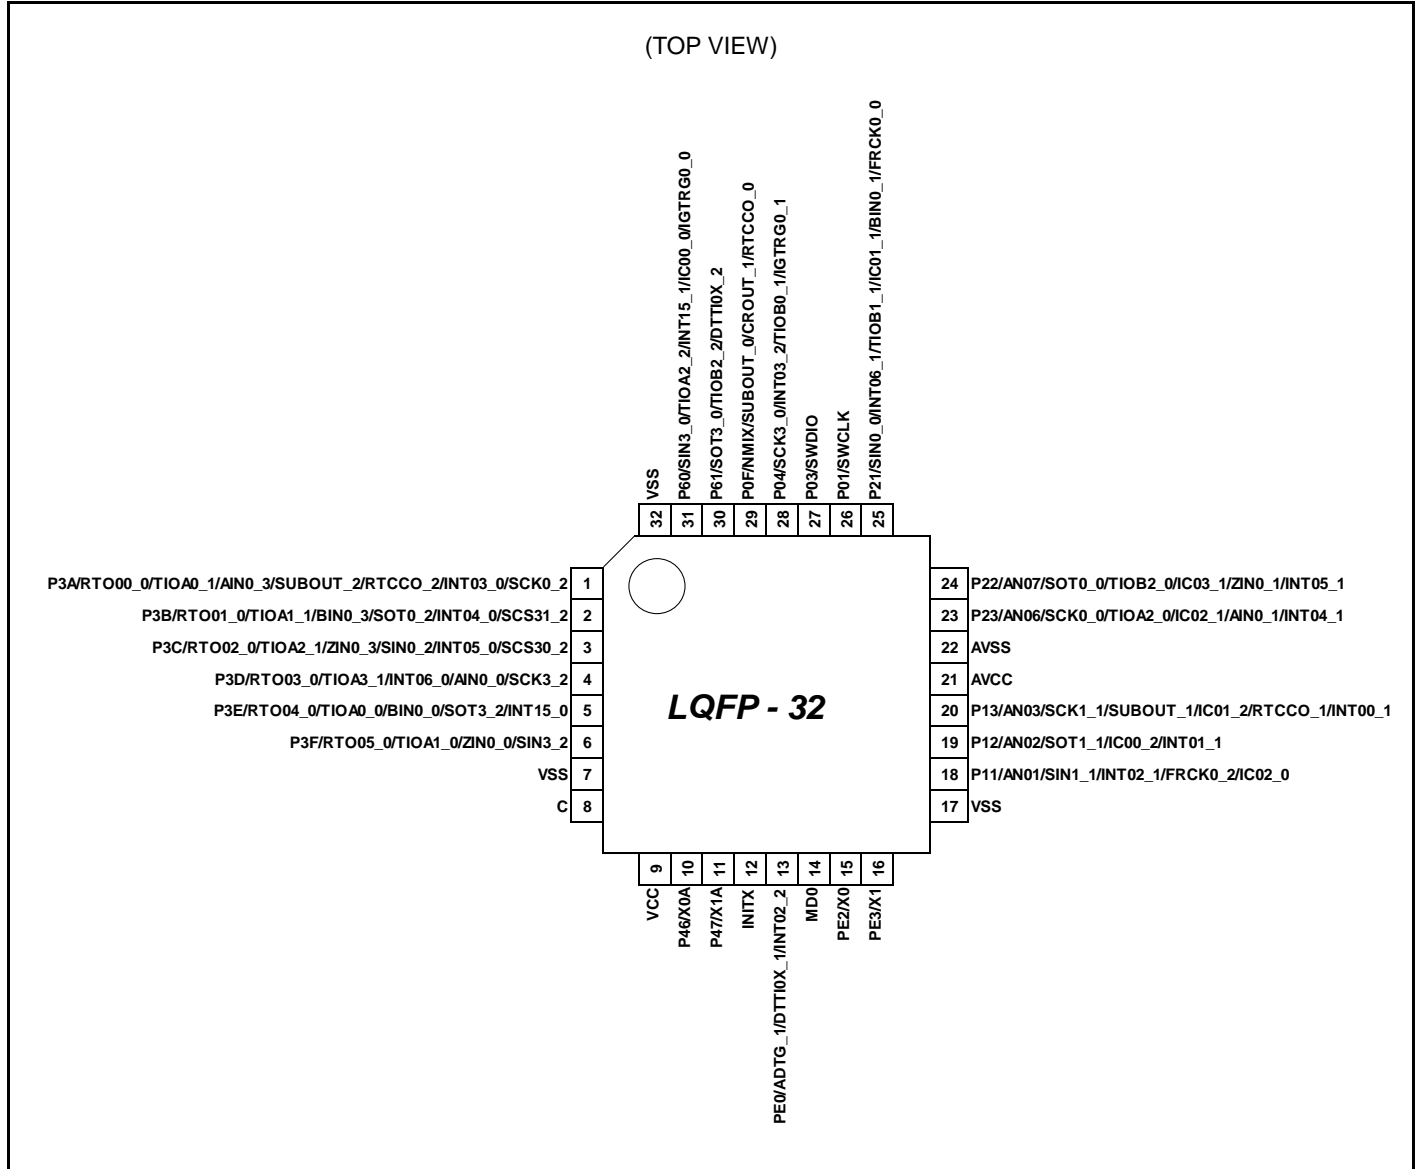 (TOP VIEW)
VSS
P60/SIN3_0/TIOA2_2/INT15_1/IC00_0/IGTRG0_0
P61/SOT3_0/TIOB2_2/DTTI0X_2
P0F/NMIX/SUBOUT_0/CROUT_1/RTCCO_0
P04/SCK3_0/INT03_2/TIOB0_1/IGTRG0_1
P03/SWDIO
P01/SWCLK
P21/SIN0_0/INT06_1/TIOB1_1/IC01_1/BIN0_1/FRCK0_0
32
31
30
29
28
27
26
25
P3A/RTO00_0/TIOA0_1/AIN0_3/SUBOUT_2/RTCCO_2/INT03_0/SCK0_2 1
P3B/RTO01_0/TIOA1_1/BIN0_3/SOT0_2/INT04_0/SCS31_2 2
P3C/RTO02_0/TIOA2_1/ZIN0_3/SIN0_2/INT05_0/SCS30_2 3
P3D/RTO03_0/TIOA3_1/INT06_0/AIN0_0/SCK3_2 4
P3E/RTO04_0/TIOA0_0/BIN0_0/SOT3_2/INT15_0 5
P3F/RTO05_0/TIOA1_0/ZIN0_0/SIN3_2 6
VSS 7
C 8
LQFP - 32
24 P22/AN07/SOT0_0/TIOB2_0/IC03_1/ZIN0_1/INT05_1
23 P23/AN06/SCK0_0/TIOA2_0/IC02_1/AIN0_1/INT04_1
22 AVSS
21 AVCC
20 P13/AN03/SCK1_1/SUBOUT_1/IC01_2/RTCCO_1/INT00_1
19 P12/AN02/SOT1_1/IC00_2/INT01_1
18 P11/AN01/SIN1_1/INT02_1/FRCK0_2/IC02_0
17 VSS
9
10
11
12
13
14
15
16
VCC
P46/X0A
P47/X1A
INITX
PE0/ADTG_1/DTTI0X_1/INT02_2
MD0
PE2/X0
PE3/X1